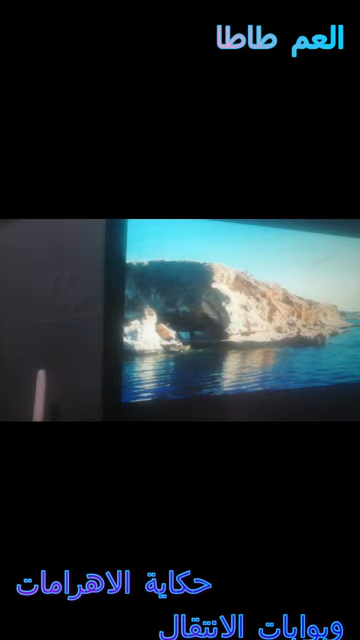 العم طاطا
حكاية الاهرامات
وبوابات الانتقال